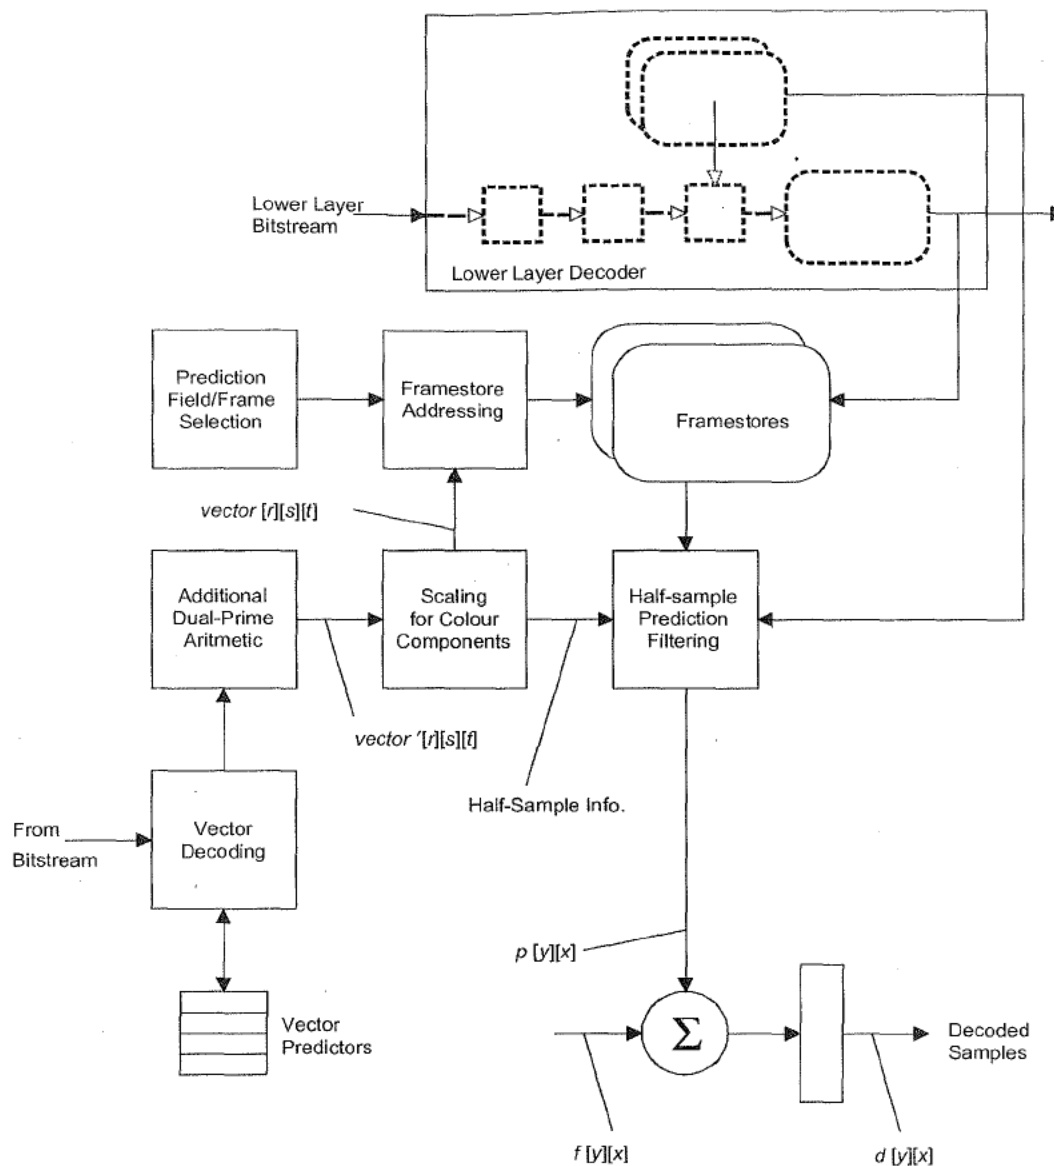 Lower Layer
Bitstream
Lower Layer Decoder
Prediction
Field/Frame
Selection
Framestore
Addressing
Framestores
vector [r][s][t]
Additional
Dual-Prime
Aritmetic
Scaling
for Colour
Components
Half-sample
Prediction
Filtering
vector '[r][s][t]
Half-Sample Info.
From
Bitstream
Vector
Decoding
p [y][x]
Vector
Predictors
Σ
Decoded
Samples
f [y][x]
d [y][x]